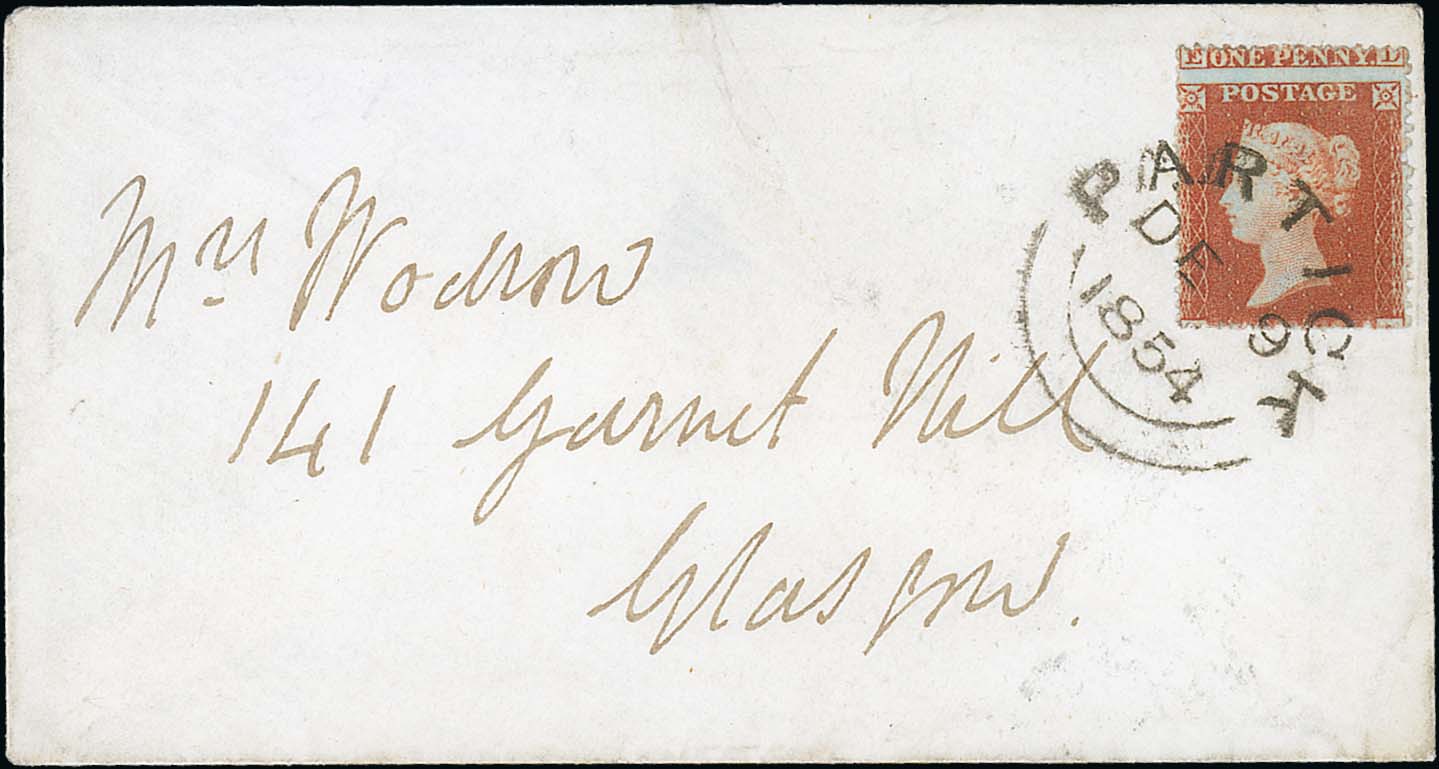 E ONE PENNY L
POSTAGE
PARTICK
DE 9
1854
Mrs Wodrow
141 Garnet Hill
Glasgow.